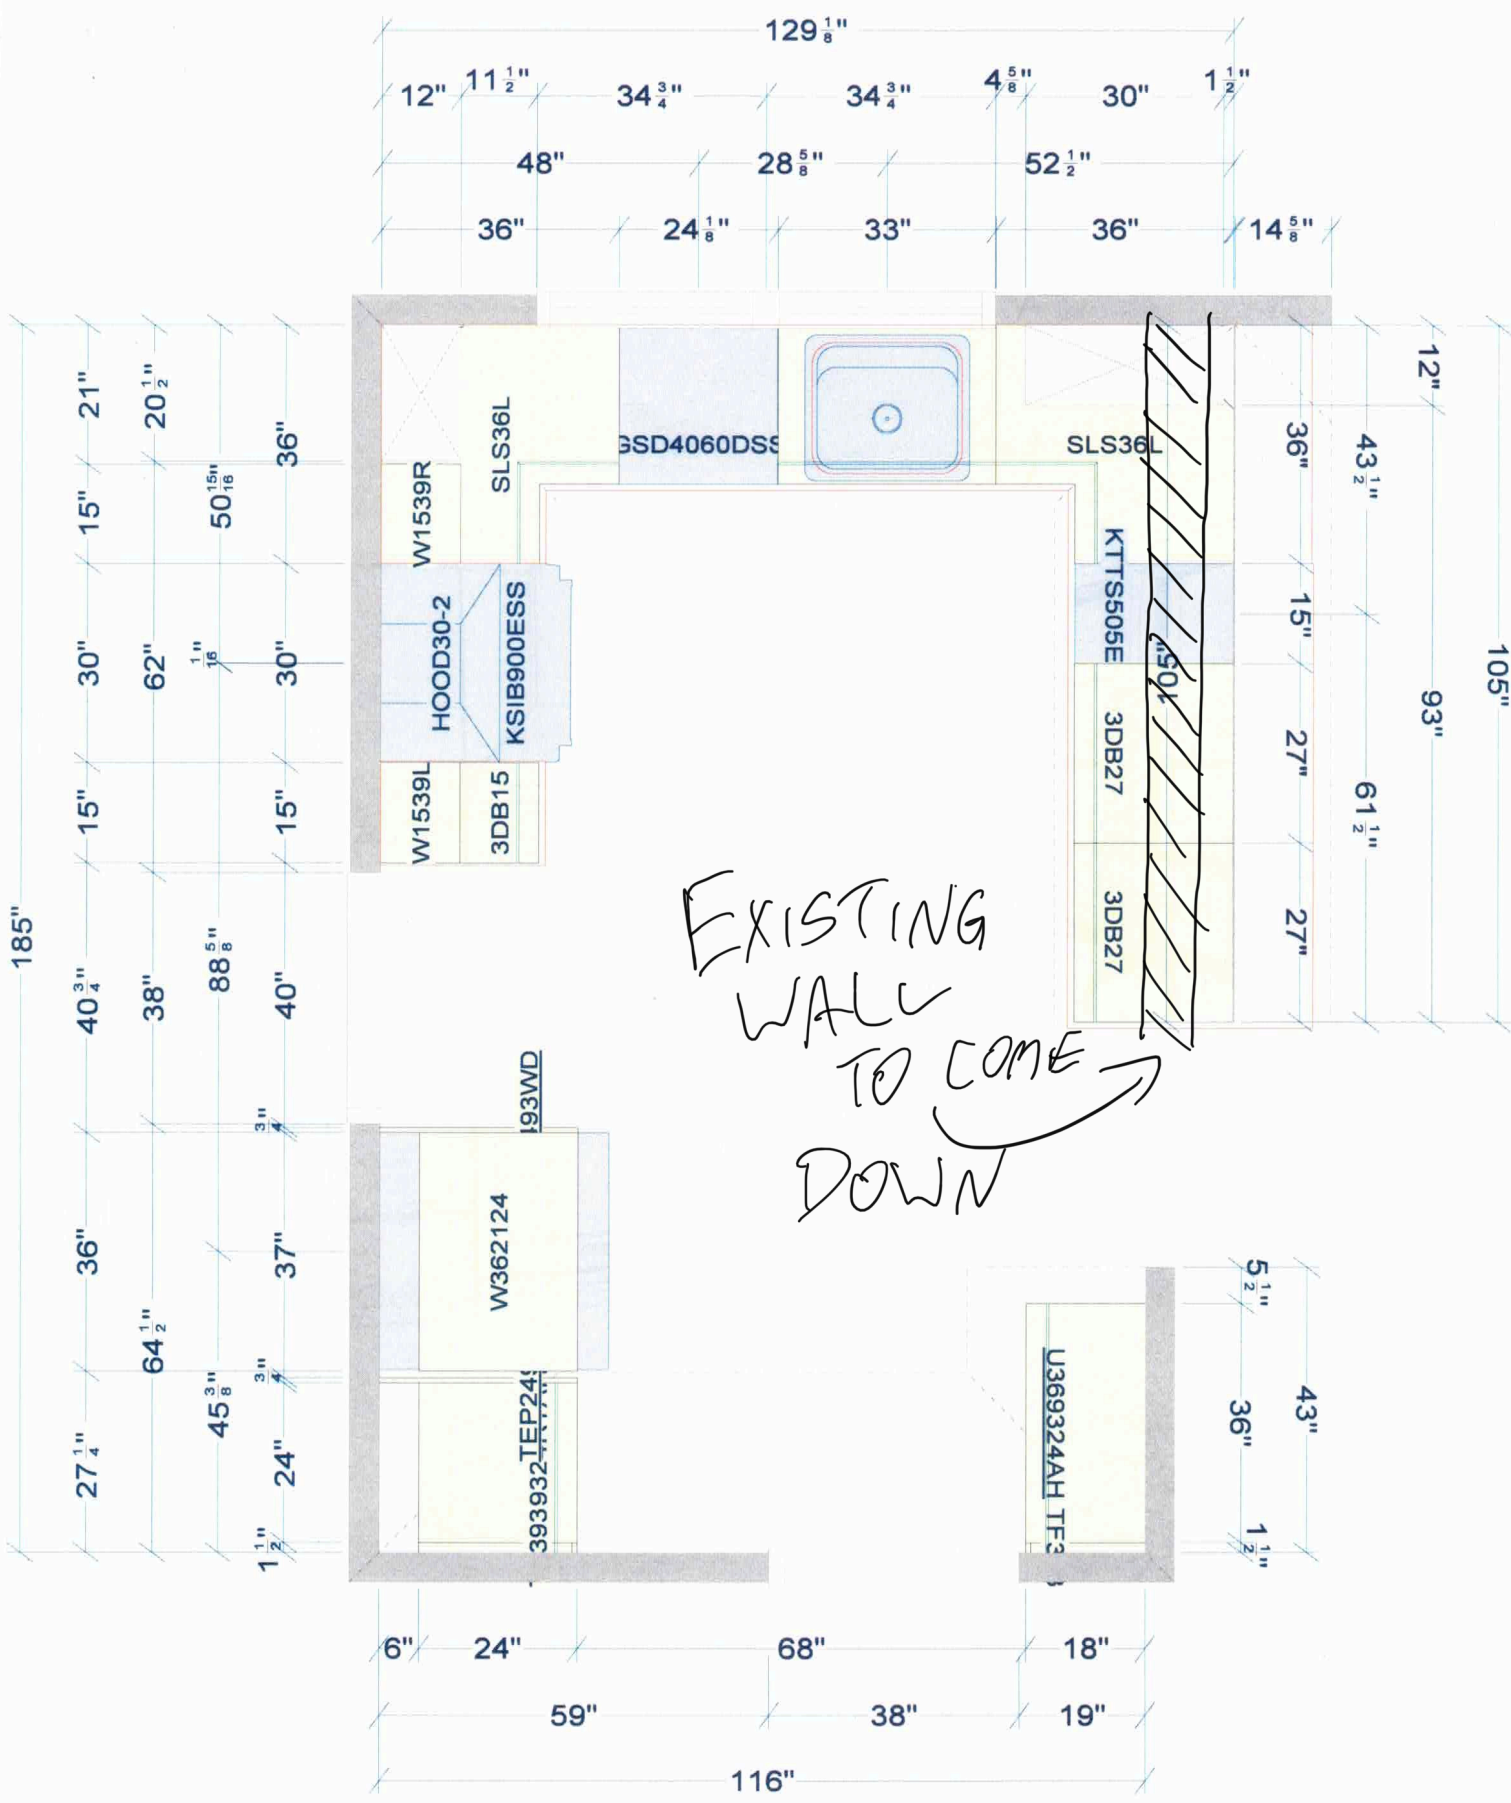 129 1/8"
12" 11 1/2" 34 3/4" 34 3/4" 4 5/8" 30" 1 1/2"
48" 28 5/8" 52 1/2"
36" 24 1/8" 33" 36" 14 5/8"
185"
21" 15" 30" 15" 40 3/4" 36" 27 1/4"
20 1/2" 62" 38" 64 1/2"
50 15/16" 1/16" 88 5/8" 45 3/8"
36" 30" 15" 40" 3/4" 37" 3/4" 24" 1 1/2"
SLS36L
GSD4060DSS
SLS36L
W1539R
HOOD30-2
KSIB900ESS
W1539L
3DB15
KTTS505E
105"
3DB27
3DB27
36" 15" 27" 27"
43 1/2" 61 1/2"
12" 93"
105"
EXISTING
WALL
TO COME
DOWN
493WD
W362124
TEP24
393932
U369324AH TF3
5 1/2" 36" 1 1/2"
43"
6" 24" 68" 18"
59" 38" 19"
116"